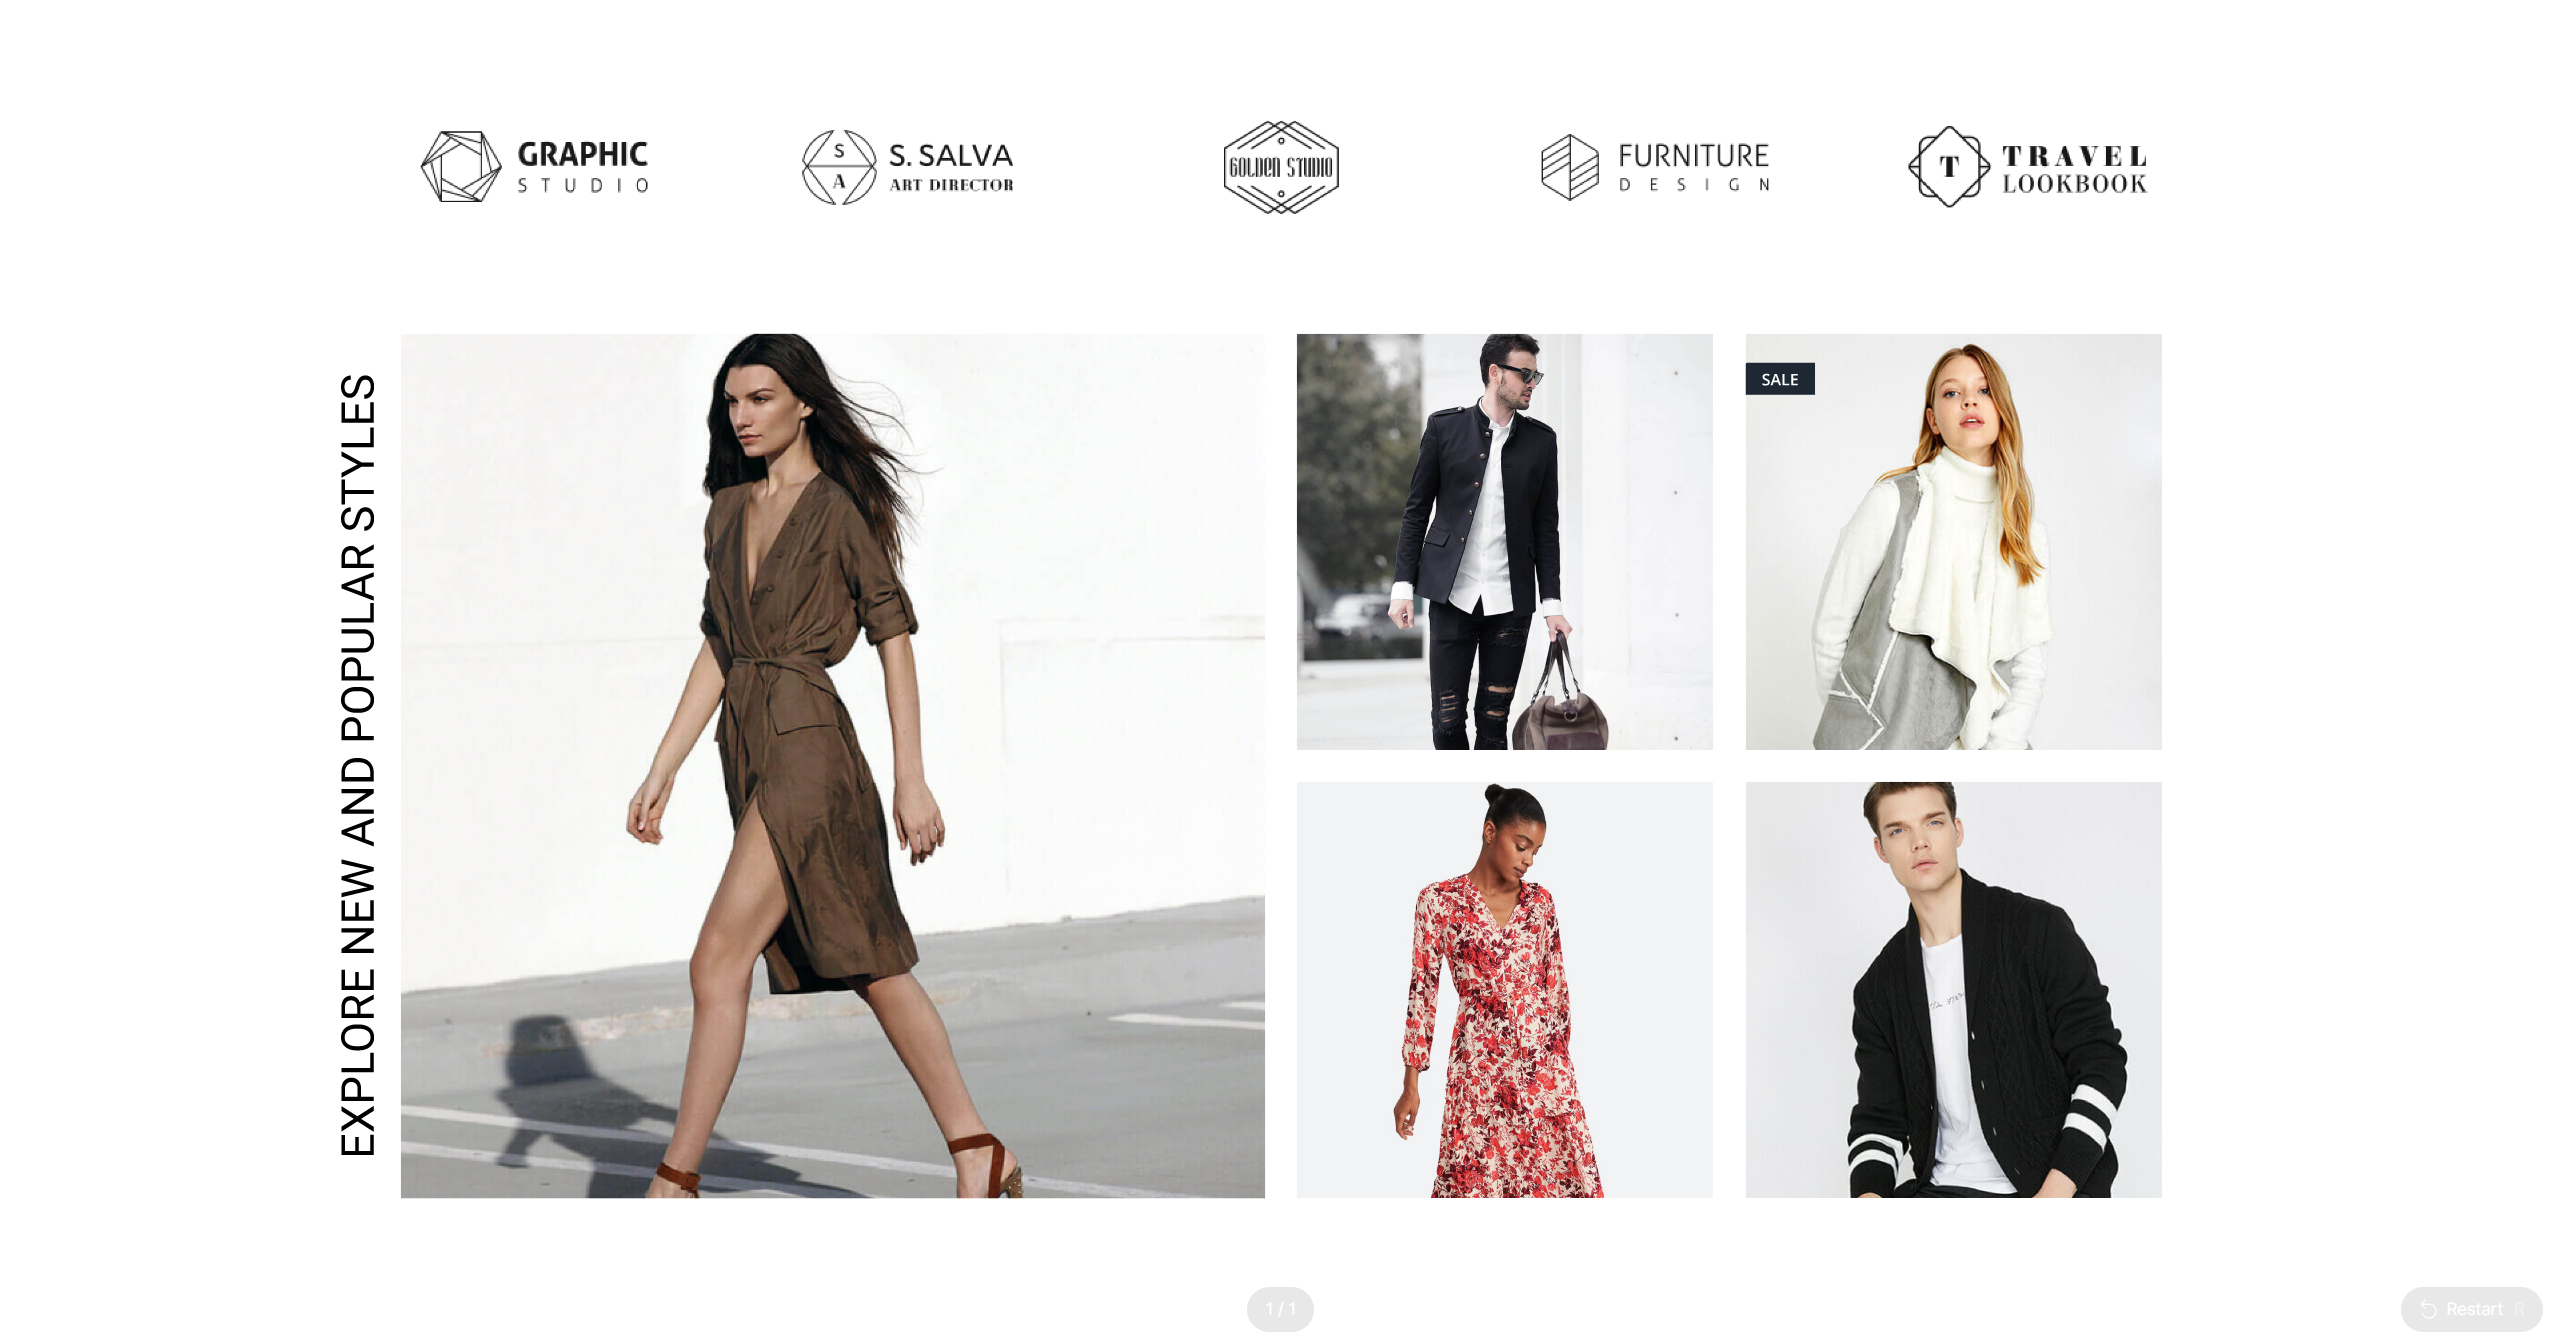 GRAPHIC
STUDIO
S
A
S. SALVA
ART DIRECTOR
GOLDEN STUDIO
FURNITURE
DESIGN
T
TRAVEL
LOOKBOOK
EXPLORE NEW AND POPULAR STYLES
SALE
1 / 1
Restart R